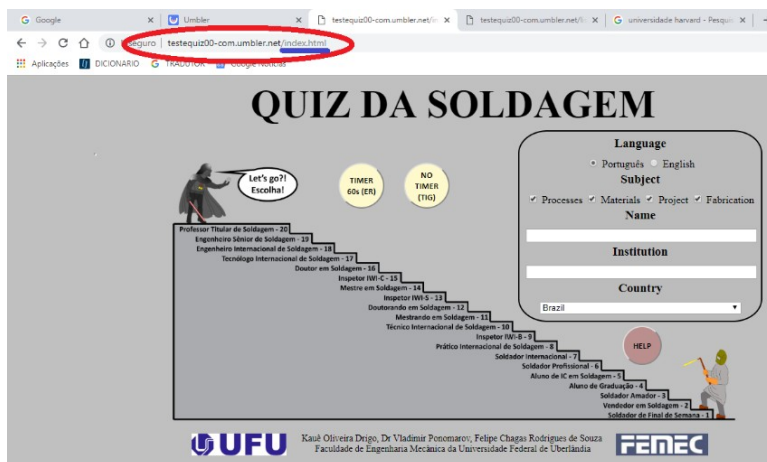 Google
Umbler
testequiz00-com.umbler.net/in
testequiz00-com.umbler.net/i
universidade harvard - Pesqui
testequiz00-com.umbler.net/index.html
Aplicações DICIONARIO TRADUTOR Google Notícias
QUIZ DA SOLDAGEM
Let's go?!
Escolha!
TIMER
60s (ER)
NO
TIMER
(TIG)
Language
Português English
Subject
Processes Materials Project Fabrication
Name
Institution
Country
Brazil
Professor Titular de Soldagem - 20
Engenheiro Sênior de Soldagem - 19
Engenheiro Internacional de Soldagem - 18
Tecnólogo Internacional de Soldagem - 17
Doutor em Soldagem - 16
Inspetor IWI-C - 15
Mestre em Soldagem - 14
Inspetor IWI-S - 13
Doutorando em Soldagem - 12
Mestrando em Soldagem - 11
Técnico Internacional de Soldagem - 10
Inspetor IWI-B - 9
Prático Internacional de Soldagem - 8
Soldador Internacional - 7
Soldador Profissional - 6
Aluno de IC em Soldagem - 5
Aluno de Graduação - 4
Soldador Amador - 3
Vendedor em Soldagem - 2
Soldador de Final de Semana - 1
HELP
UFU
Kauê Oliveira Drigo, Dr Vladimir Ponomarov, Felipe Chagas Rodrigues de Souza
Faculdade de Engenharia Mecânica da Universidade Federal de Uberlândia
FEMEC